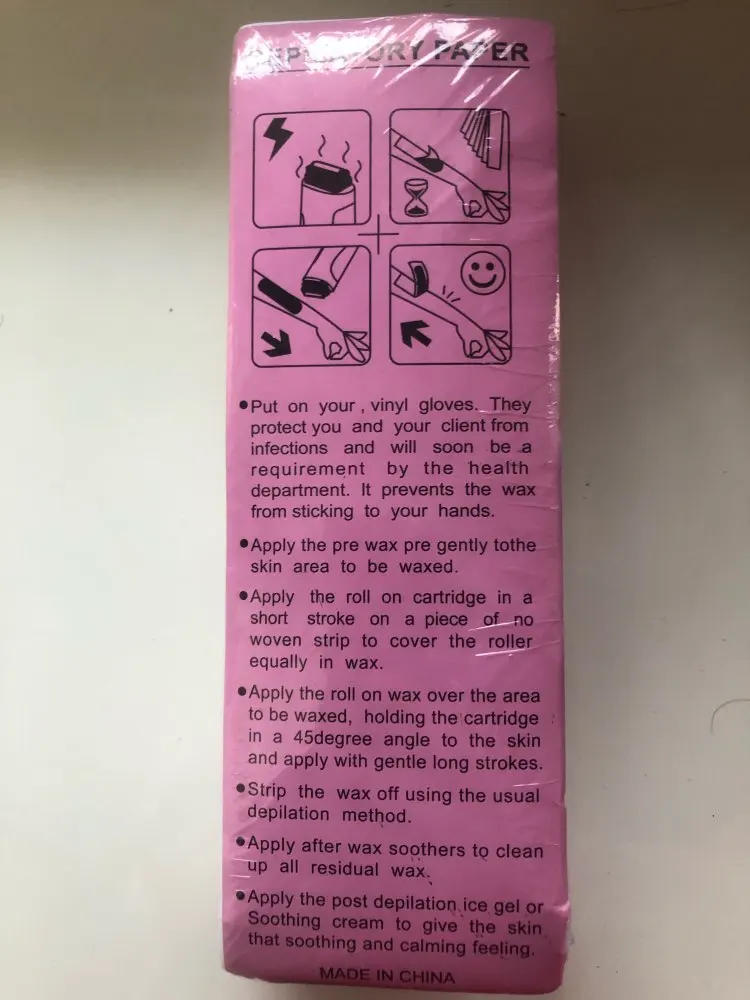 DEPILATORY PAPER
•Put on your , vinyl gloves. They
protect you and your client from
infections and will soon be a
requirement by the health
department. It prevents the wax
from sticking to your hands.
•Apply the pre wax pre gently tothe
skin area to be waxed.
•Apply the roll on cartridge in a
short stroke on a piece of no
woven strip to cover the roller
equally in wax.
•Apply the roll on wax over the area
to be waxed, holding the cartridge
in a 45degree angle to the skin
and apply with gentle long strokes.
•Strip the wax off using the usual
depilation method.
•Apply after wax soothers to clean
up all residual wax.
•Apply the post depilation ice gel or
Soothing cream to give the skin
that soothing and calming feeling.
MADE IN CHINA